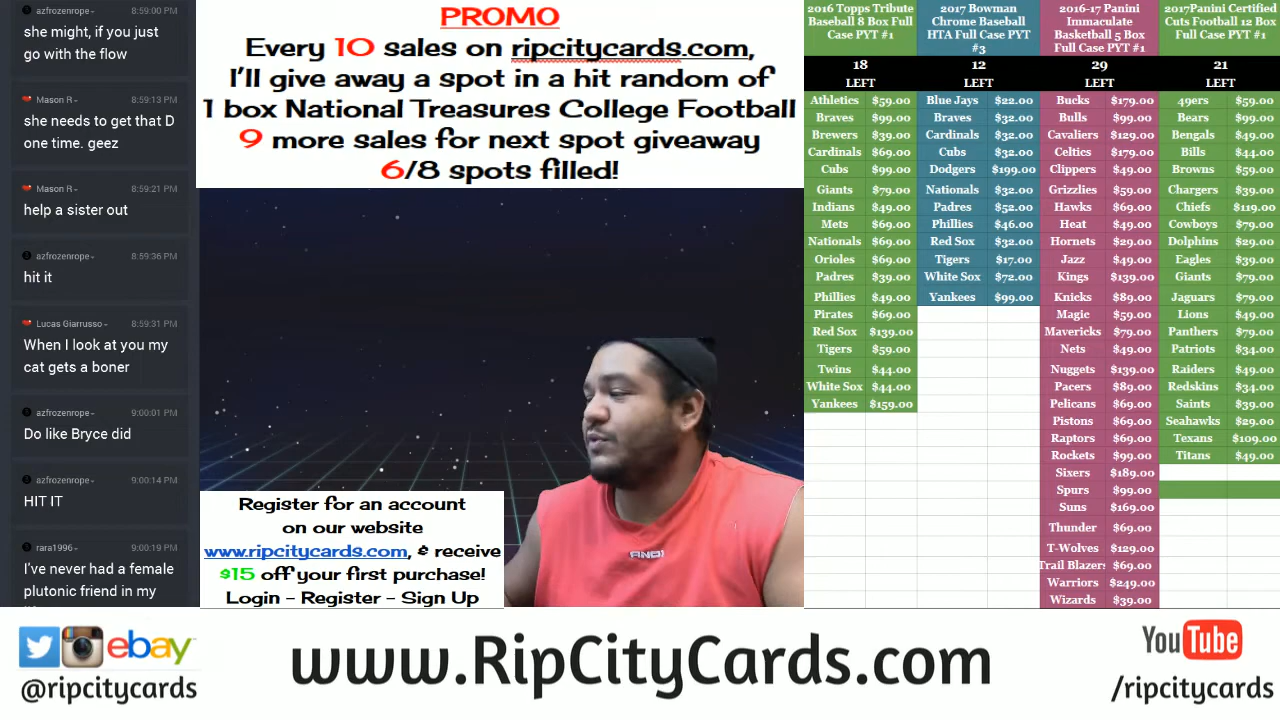 azfrozenrope- 8:59:00 PM
she might, if you just
go with the flow
Mason R- 8:59:13 PM
she needs to get that D
one time. geez
Mason R- 8:59:21 PM
help a sister out
azfrozenrope- 8:59:36 PM
hit it
Lucas Giarrusso- 8:59:31 PM
When I look at you my
cat gets a boner
azfrozenrope- 9:00:01 PM
Do like Bryce did
azfrozenrope- 9:00:14 PM
HIT IT
rara1996- 9:00:19 PM
I've never had a female
plutonic friend in my
PROMO
Every 10 sales on ripcitycards.com,
I'll give away a spot in a hit random of
1 box National Treasures College Football
9 more sales for next spot giveaway
6/8 spots filled!
AND1
Register for an account
on our website
www.ripcitycards.com, & receive
$15 off your first purchase!
Login - Register - Sign Up
2016 Topps Tribute
Baseball 8 Box Full
Case PYT #1
18
LEFT
Athletics $59.00
Braves $99.00
Brewers $39.00
Cardinals $69.00
Cubs $99.00
Giants $79.00
Indians $49.00
Mets $69.00
Nationals $69.00
Orioles $69.00
Padres $39.00
Phillies $49.00
Pirates $69.00
Red Sox $139.00
Tigers $59.00
Twins $44.00
White Sox $44.00
Yankees $159.00
2017 Bowman
Chrome Baseball
HTA Full Case PYT
#3
12
LEFT
Blue Jays $22.00
Braves $32.00
Cardinals $32.00
Cubs $32.00
Dodgers $199.00
Nationals $32.00
Padres $52.00
Phillies $46.00
Red Sox $32.00
Tigers $17.00
White Sox $72.00
Yankees $99.00
2016-17 Panini
Immaculate
Basketball 5 Box
Full Case PYT #1
29
LEFT
Bucks $179.00
Bulls $99.00
Cavaliers $129.00
Celtics $179.00
Clippers $49.00
Grizzlies $59.00
Hawks $69.00
Heat $49.00
Hornets $29.00
Jazz $49.00
Kings $139.00
Knicks $89.00
Magic $59.00
Mavericks $79.00
Nets $49.00
Nuggets $139.00
Pacers $89.00
Pelicans $69.00
Pistons $69.00
Raptors $69.00
Rockets $99.00
Sixers $189.00
Spurs $99.00
Suns $169.00
Thunder $69.00
T-Wolves $129.00
Trail Blazers $69.00
Warriors $249.00
Wizards $39.00
2017Panini Certified
Cuts Football 12 Box
Full Case PYT #1
21
LEFT
49ers $59.00
Bears $99.00
Bengals $49.00
Bills $44.00
Browns $59.00
Chargers $39.00
Chiefs $119.00
Cowboys $79.00
Dolphins $29.00
Eagles $39.00
Giants $79.00
Jaguars $79.00
Lions $49.00
Panthers $79.00
Patriots $34.00
Raiders $49.00
Redskins $34.00
Saints $39.00
Seahawks $29.00
Texans $109.00
Titans $49.00
ebay
@ripcitycards
www.RipCityCards.com
YouTube
/ripcitycards